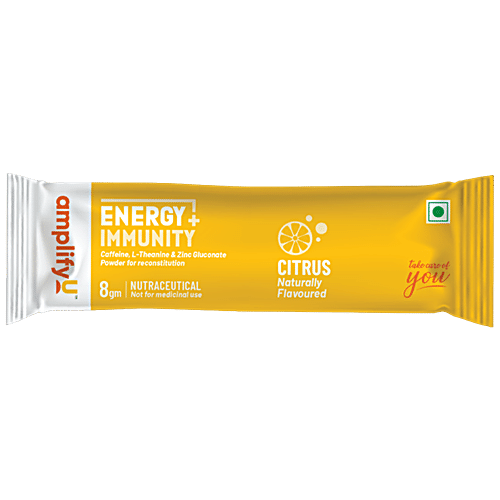 amplifyU™
ENERGY+
IMMUNITY
Caffeine, L-Theanine & Zinc Gluconate
Powder for reconstitution
8gm
NUTRACEUTICAL
Not for medicinal use
CITRUS
Naturally
Flavoured
Take care of
you